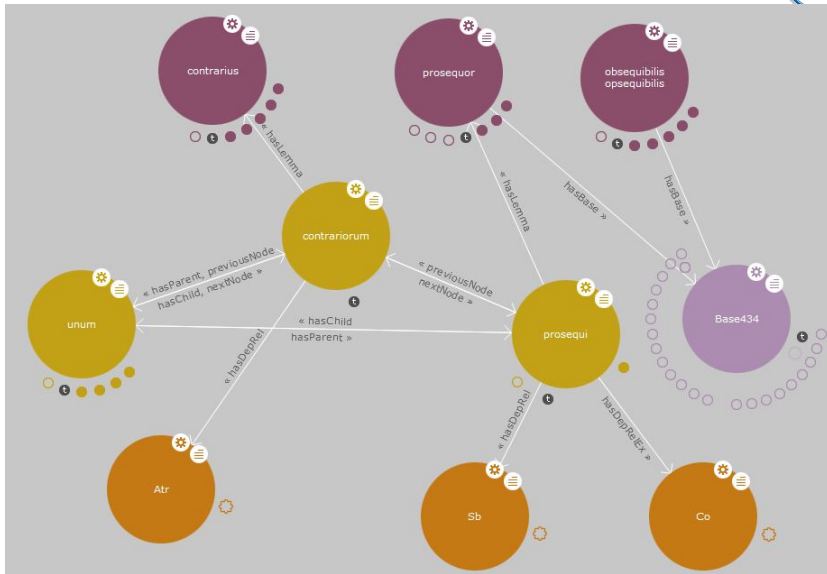 contrarius
prosequor
obsequibilis
opsequibilis
t
t
t
« hasLemma
« hasLemma
hasBase »
hasBase »
contrariorum
« hasParent, previousNode
hasChild, nextNode »
« previousNode
nextNode »
t
unum
« hasChild
hasParent »
prosequi
Base434
t
t
t
« hasDepRel
« hasDepRel
hasDepRelEx »
Atr
Sb
Co